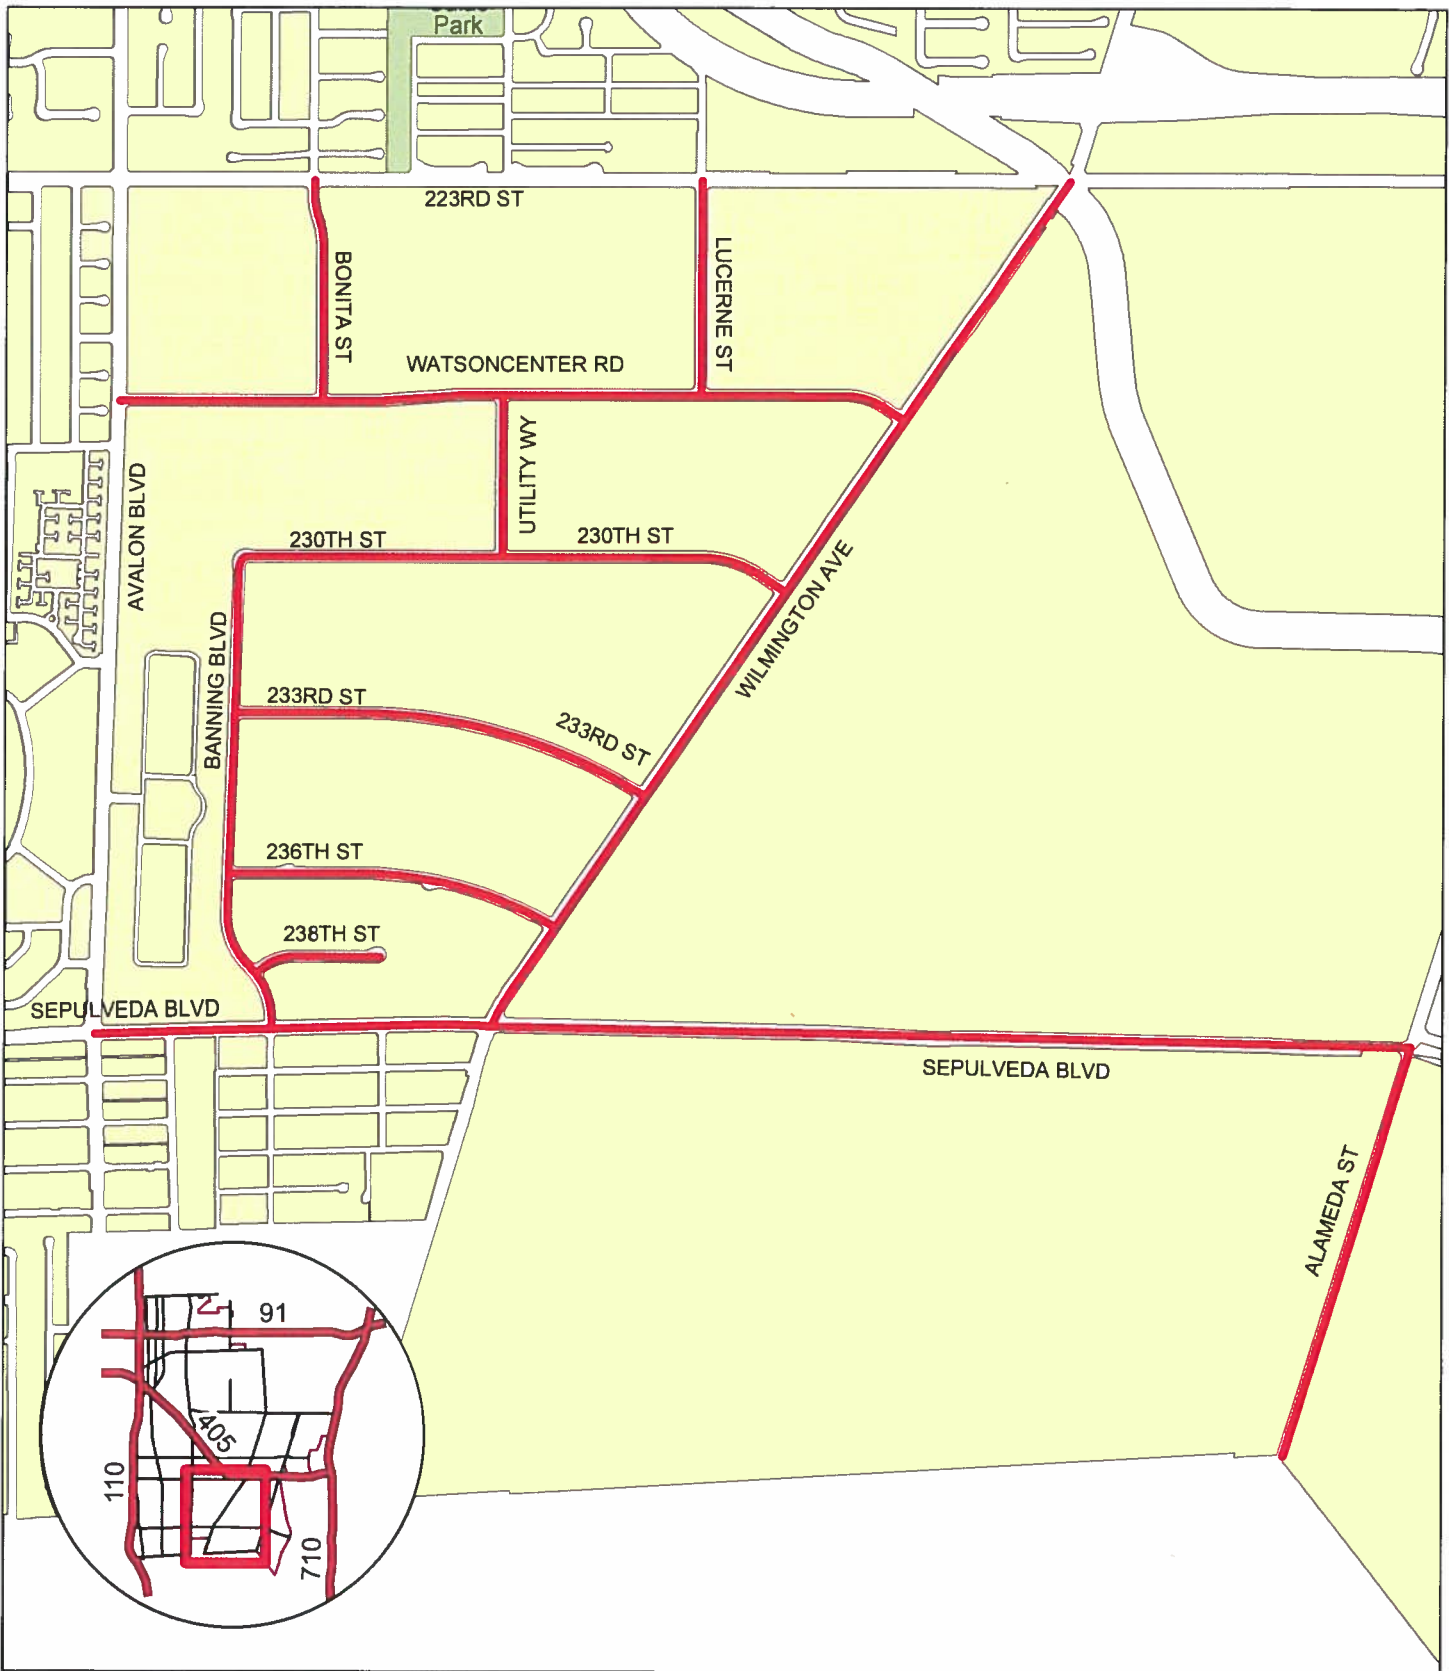 Park
223RD ST
BONITA ST
LUCERNE ST
WATSONCENTER RD
UTILITY WY
AVALON BLVD
230TH ST
230TH ST
WILMINGTON AVE
BANNING BLVD
233RD ST
233RD ST
236TH ST
238TH ST
SEPULVEDA BLVD
SEPULVEDA BLVD
ALAMEDA ST
91
405
110
710